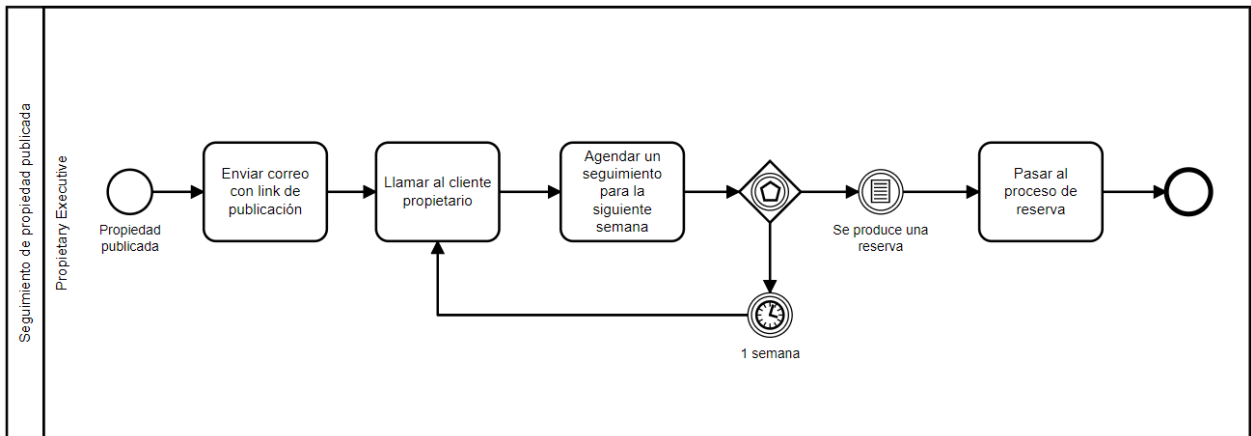 Seguimiento de propiedad publicada
Propietary Executive
Propiedad
publicada
Enviar correo
con link de
publicación
Llamar al cliente
propietario
Agendar un
seguimiento
para la
siguiente
semana
Se produce una
reserva
Pasar al
proceso de
reserva
1 semana